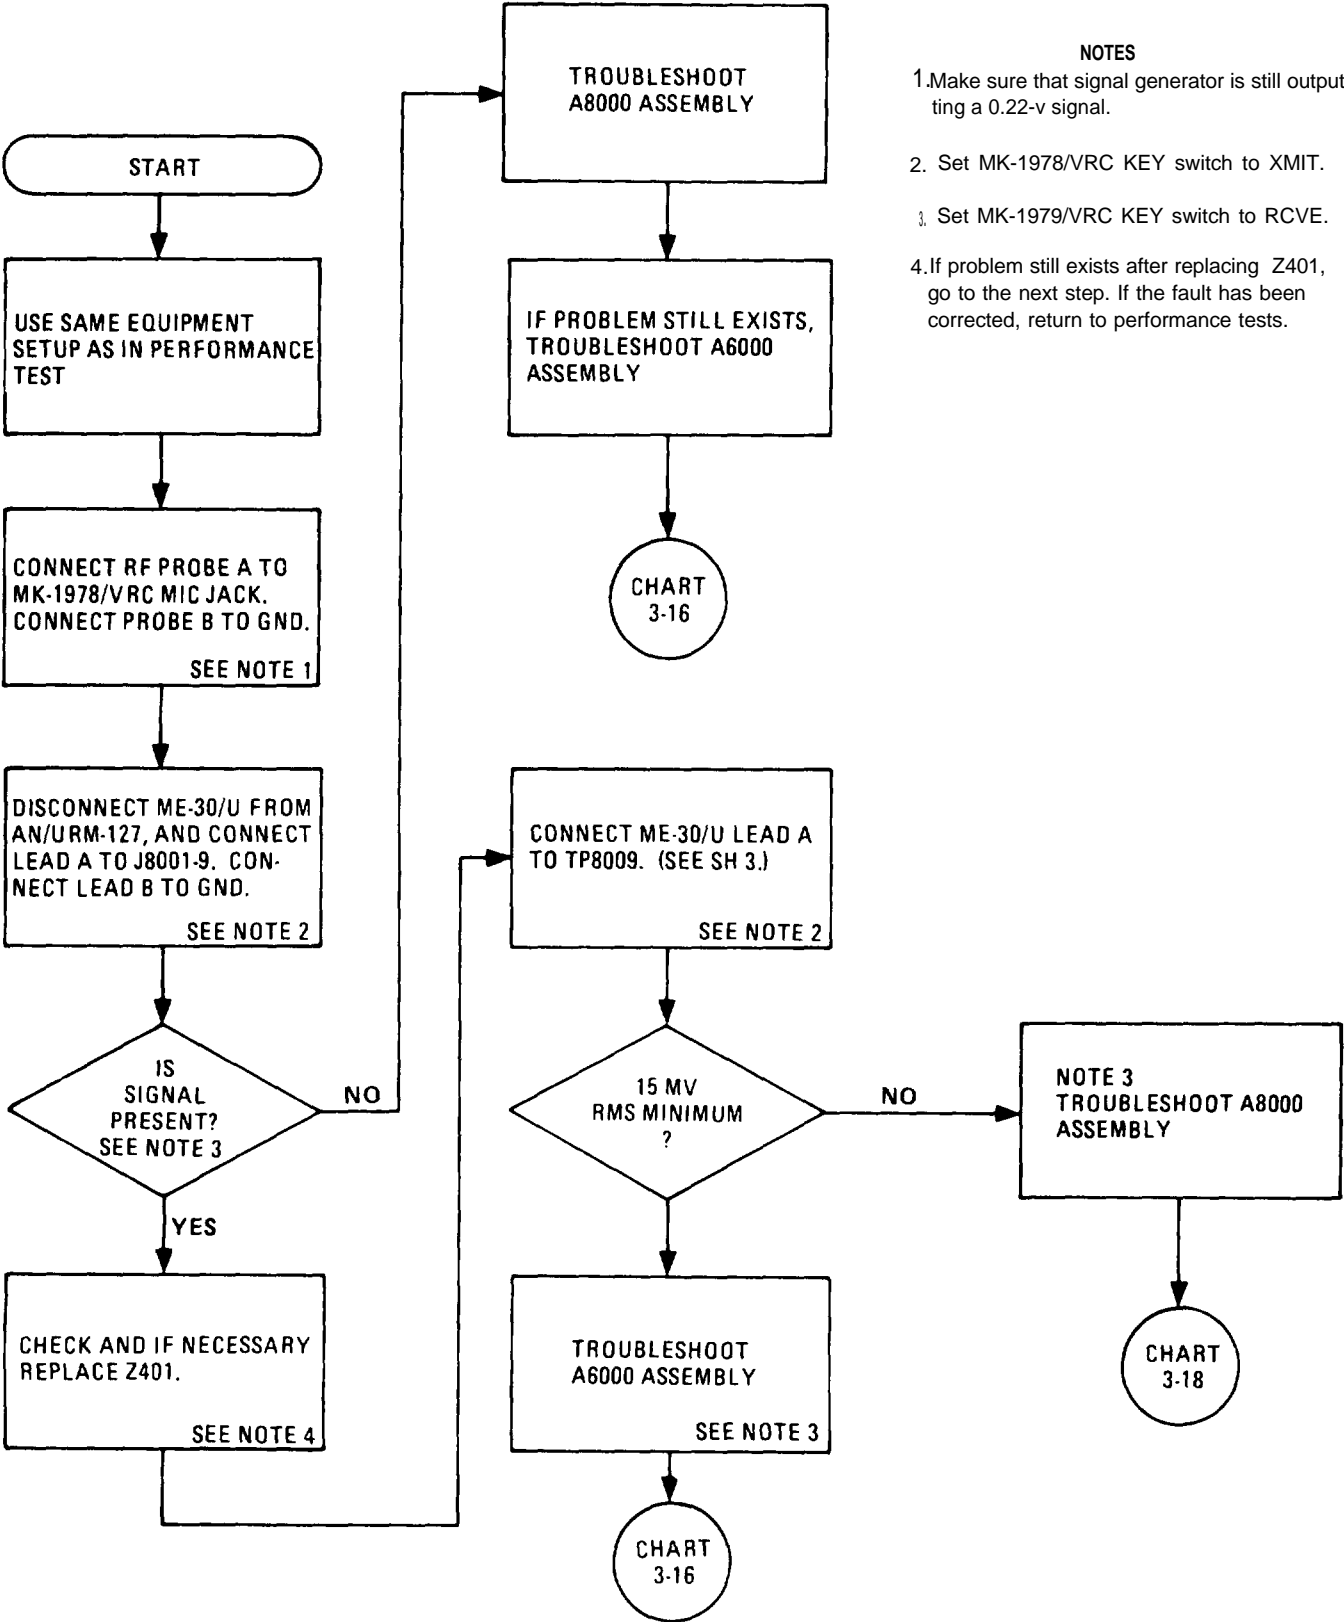 START
USE SAME EQUIPMENT
SETUP AS IN PERFORMANCE
TEST
CONNECT RF PROBE A TO
MK-1978/VRC MIC JACK.
CONNECT PROBE B TO GND.
SEE NOTE 1
DISCONNECT ME-30/U FROM
AN/URM-127, AND CONNECT
LEAD A TO J8001-9. CON-
NECT LEAD B TO GND.
SEE NOTE 2
IS
SIGNAL
PRESENT?
SEE NOTE 3
NO
YES
CHECK AND IF NECESSARY
REPLACE Z401.
SEE NOTE 4
TROUBLESHOOT
A8000 ASSEMBLY
IF PROBLEM STILL EXISTS,
TROUBLESHOOT A6000
ASSEMBLY
CHART
3-16
CONNECT ME-30/U LEAD A
TO TP8009. (SEE SH 3.)
SEE NOTE 2
15 MV
RMS MINIMUM
?
NO
TROUBLESHOOT
A6000 ASSEMBLY
SEE NOTE 3
CHART
3-16
NOTE 3
TROUBLESHOOT A8000
ASSEMBLY
CHART
3-18
NOTES
1.Make sure that signal generator is still output
ting a 0.22-v signal.
2. Set MK-1978/VRC KEY switch to XMIT.
3. Set MK-1979/VRC KEY switch to RCVE.
4.If problem still exists after replacing Z401,
go to the next step. If the fault has been
corrected, return to performance tests.